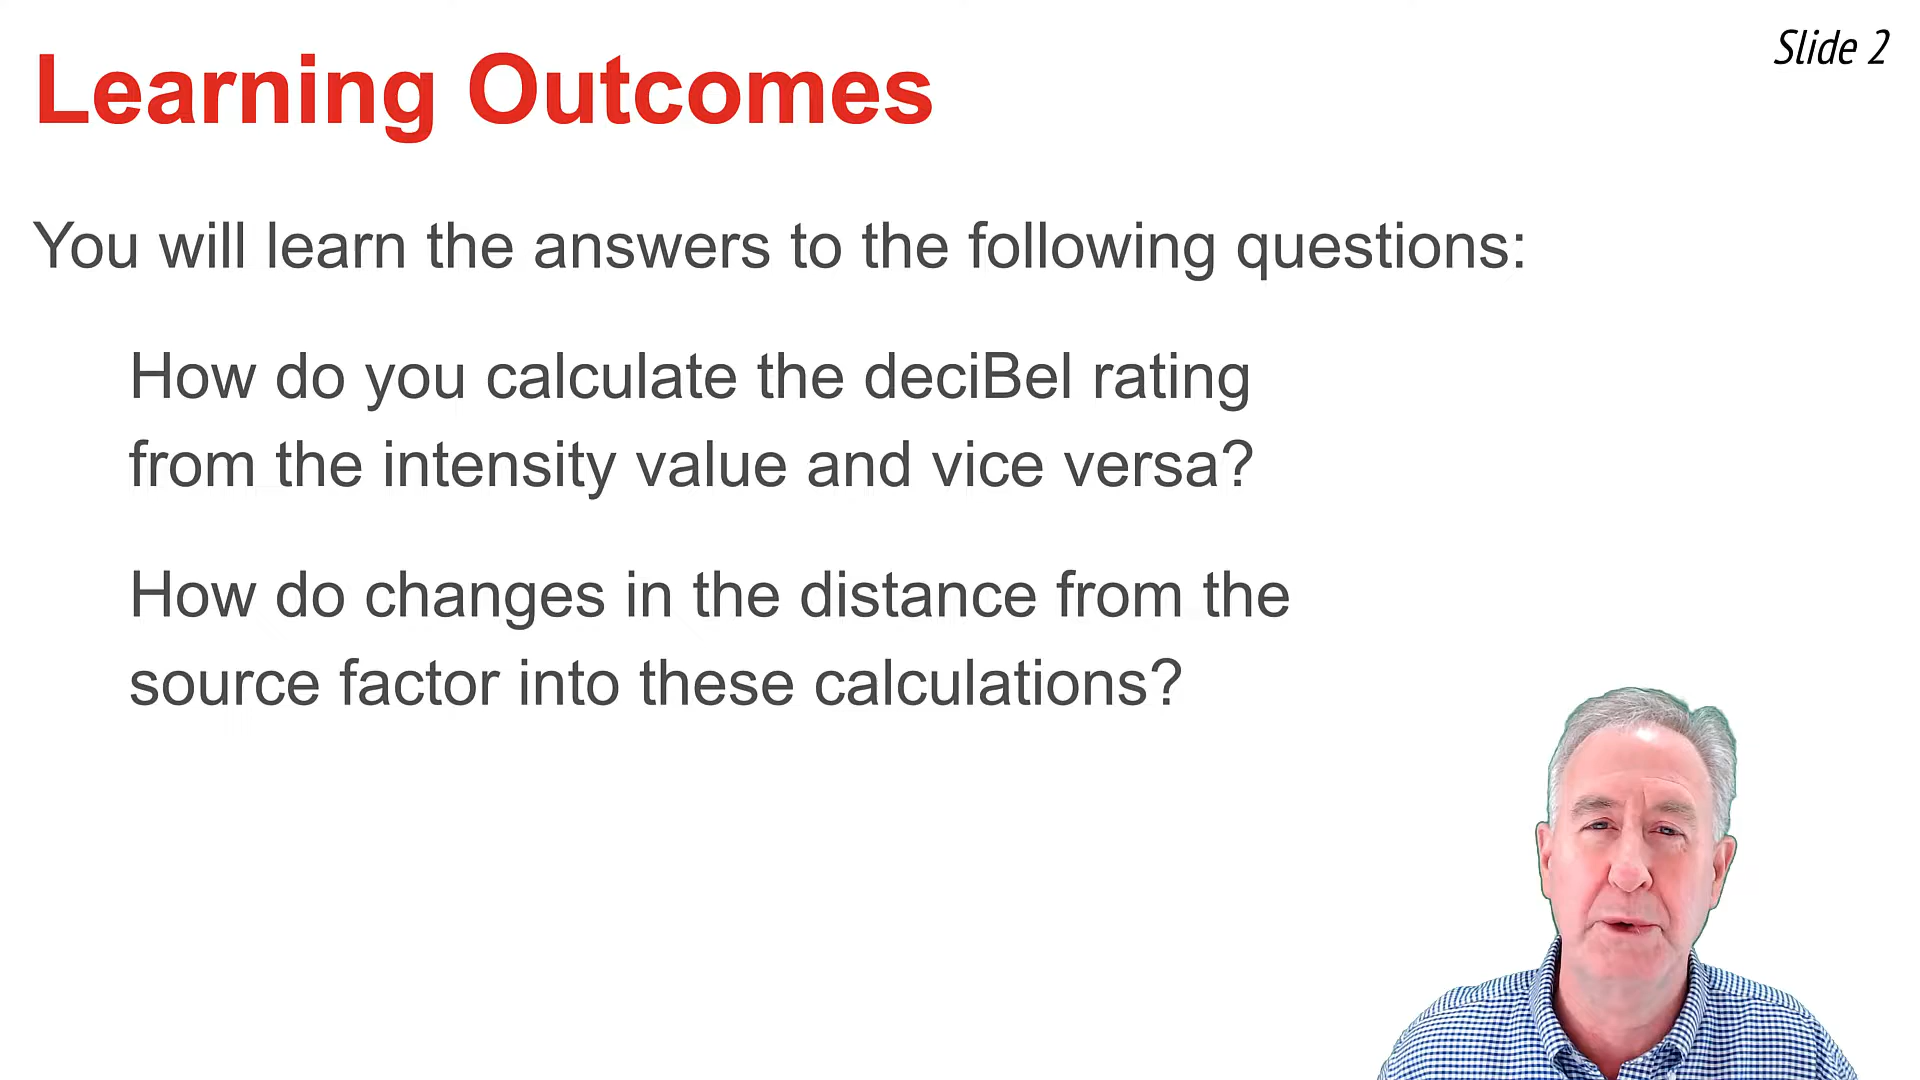 Slide 2
Learning Outcomes
You will learn the answers to the following questions:
How do you calculate the deciBel rating
from the intensity value and vice versa?
How do changes in the distance from the
source factor into these calculations?